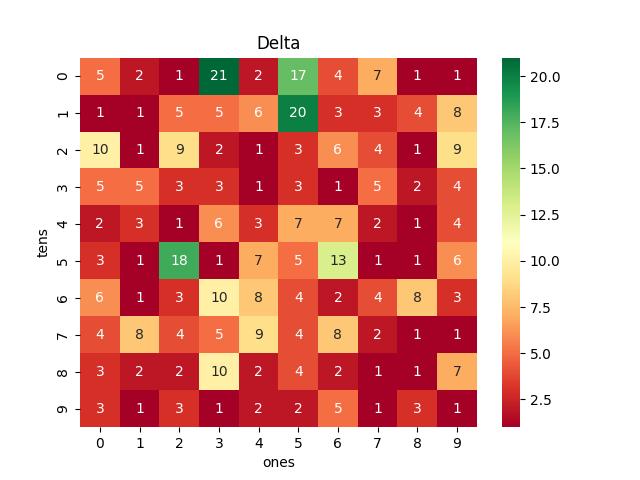 Delta
0 5 2 1 21 2 17 4 7 1 1 20.0
1 1 1 5 5 6 20 3 3 4 8 17.5
2 10 1 9 2 1 3 6 4 1 9 15.0
3 5 5 3 3 1 3 1 5 2 4 12.5
4 2 3 1 6 3 7 7 2 1 4 10.0
tens
5 3 1 18 1 7 5 13 1 1 6
6 6 1 3 10 8 4 2 4 8 3 7.5
7 4 8 4 5 9 4 8 2 1 1 5.0
8 3 2 2 10 2 4 2 1 1 7
9 3 1 3 1 2 2 5 1 3 1 2.5
0 1 2 3 4 5 6 7 8 9
ones